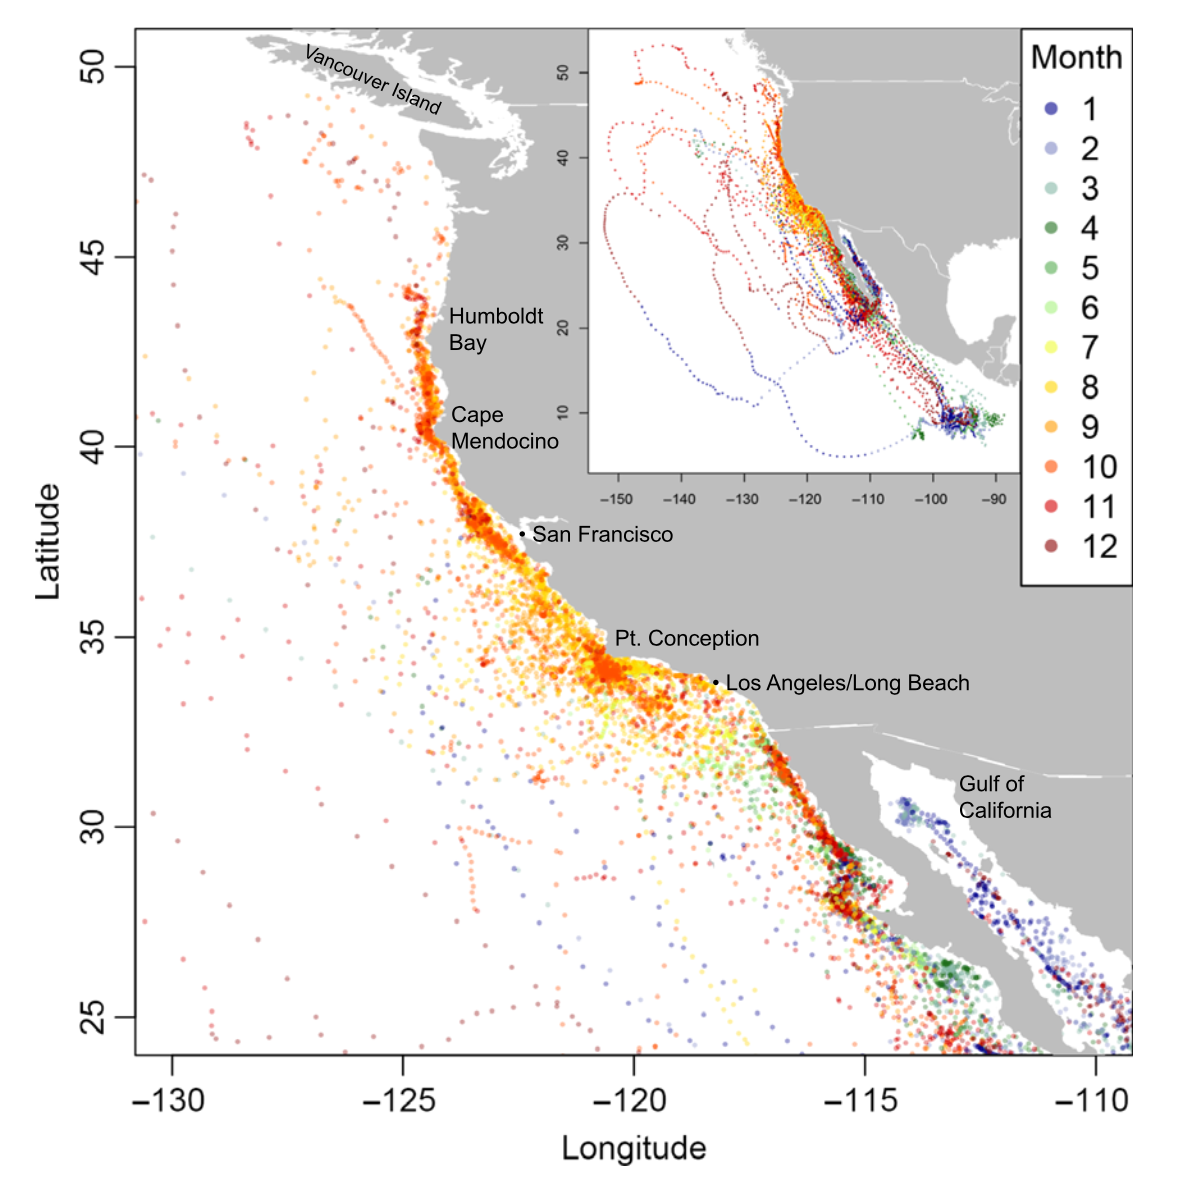 Vancouver Island
Humboldt
Bay
Cape
Mendocino
San Francisco
Pt. Conception
Los Angeles/Long Beach
Gulf of
California
Month
1
2
3
4
5
6
7
8
9
10
11
12
50
40
30
20
10
−150
−140
−130
−120
−110
−100
−90
Latitude
50
45
40
35
30
25
−130
−125
−120
−115
−110
Longitude